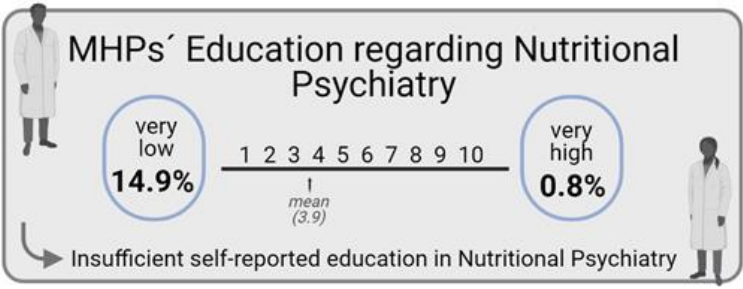 MHPs´ Education regarding Nutritional
Psychiatry
very
low
14.9%
1 2 3 4 5 6 7 8 9 10
mean
(3.9)
very
high
0.8%
Insufficient self-reported education in Nutritional Psychiatry